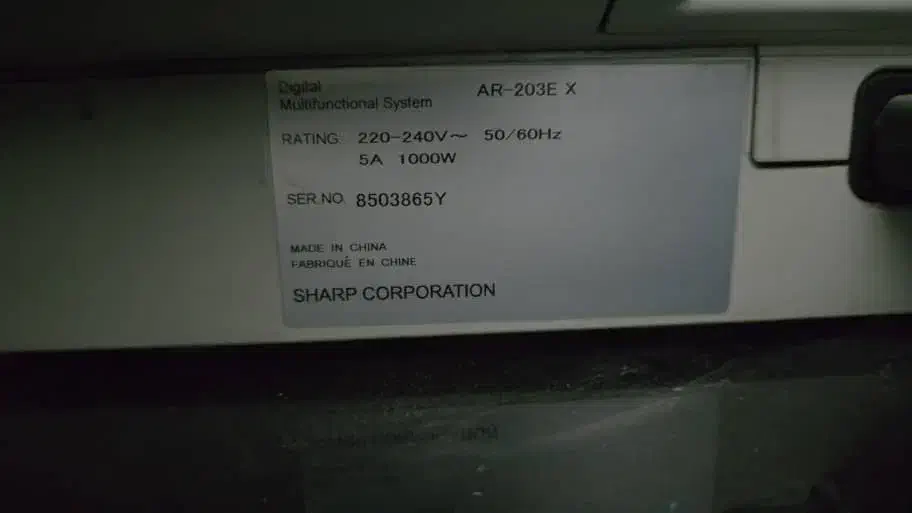 Digital
Multifunctional System AR-203E X
RATING: 220-240V~ 50/60Hz
5A 1000W
SER.NO. 8503865Y
MADE IN CHINA
FABRIQUÉ EN CHINE
SHARP CORPORATION